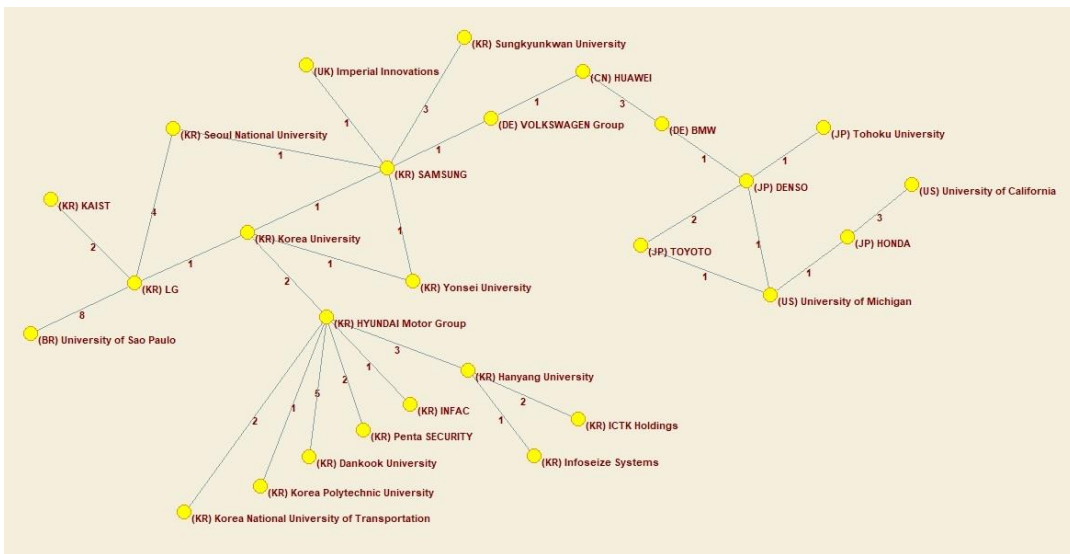 (KR) Sungkyunkwan University
(UK) Imperial Innovations
(CN) HUAWEI
1
3
3
(DE) VOLKSWAGEN Group
1
(DE) BMW
(KR) Seoul National University
(JP) Tohoku University
1
1
1
1
(KR) SAMSUNG
(JP) DENSO
(US) University of California
(KR) KAIST
4
1
2
3
1
2
(KR) Korea University
1
1
(JP) HONDA
(JP) TOYOTO
1
1
1
1
2
(KR) LG
(KR) Yonsei University
(US) University of Michigan
8
(KR) HYUNDAI Motor Group
(BR) University of Sao Paulo
3
1
2
(KR) Hanyang University
5
2
1
2
1
(KR) INFAC
(KR) ICTK Holdings
(KR) Penta SECURITY
(KR) Dankook University
(KR) Infoseize Systems
(KR) Korea Polytechnic University
(KR) Korea National University of Transportation